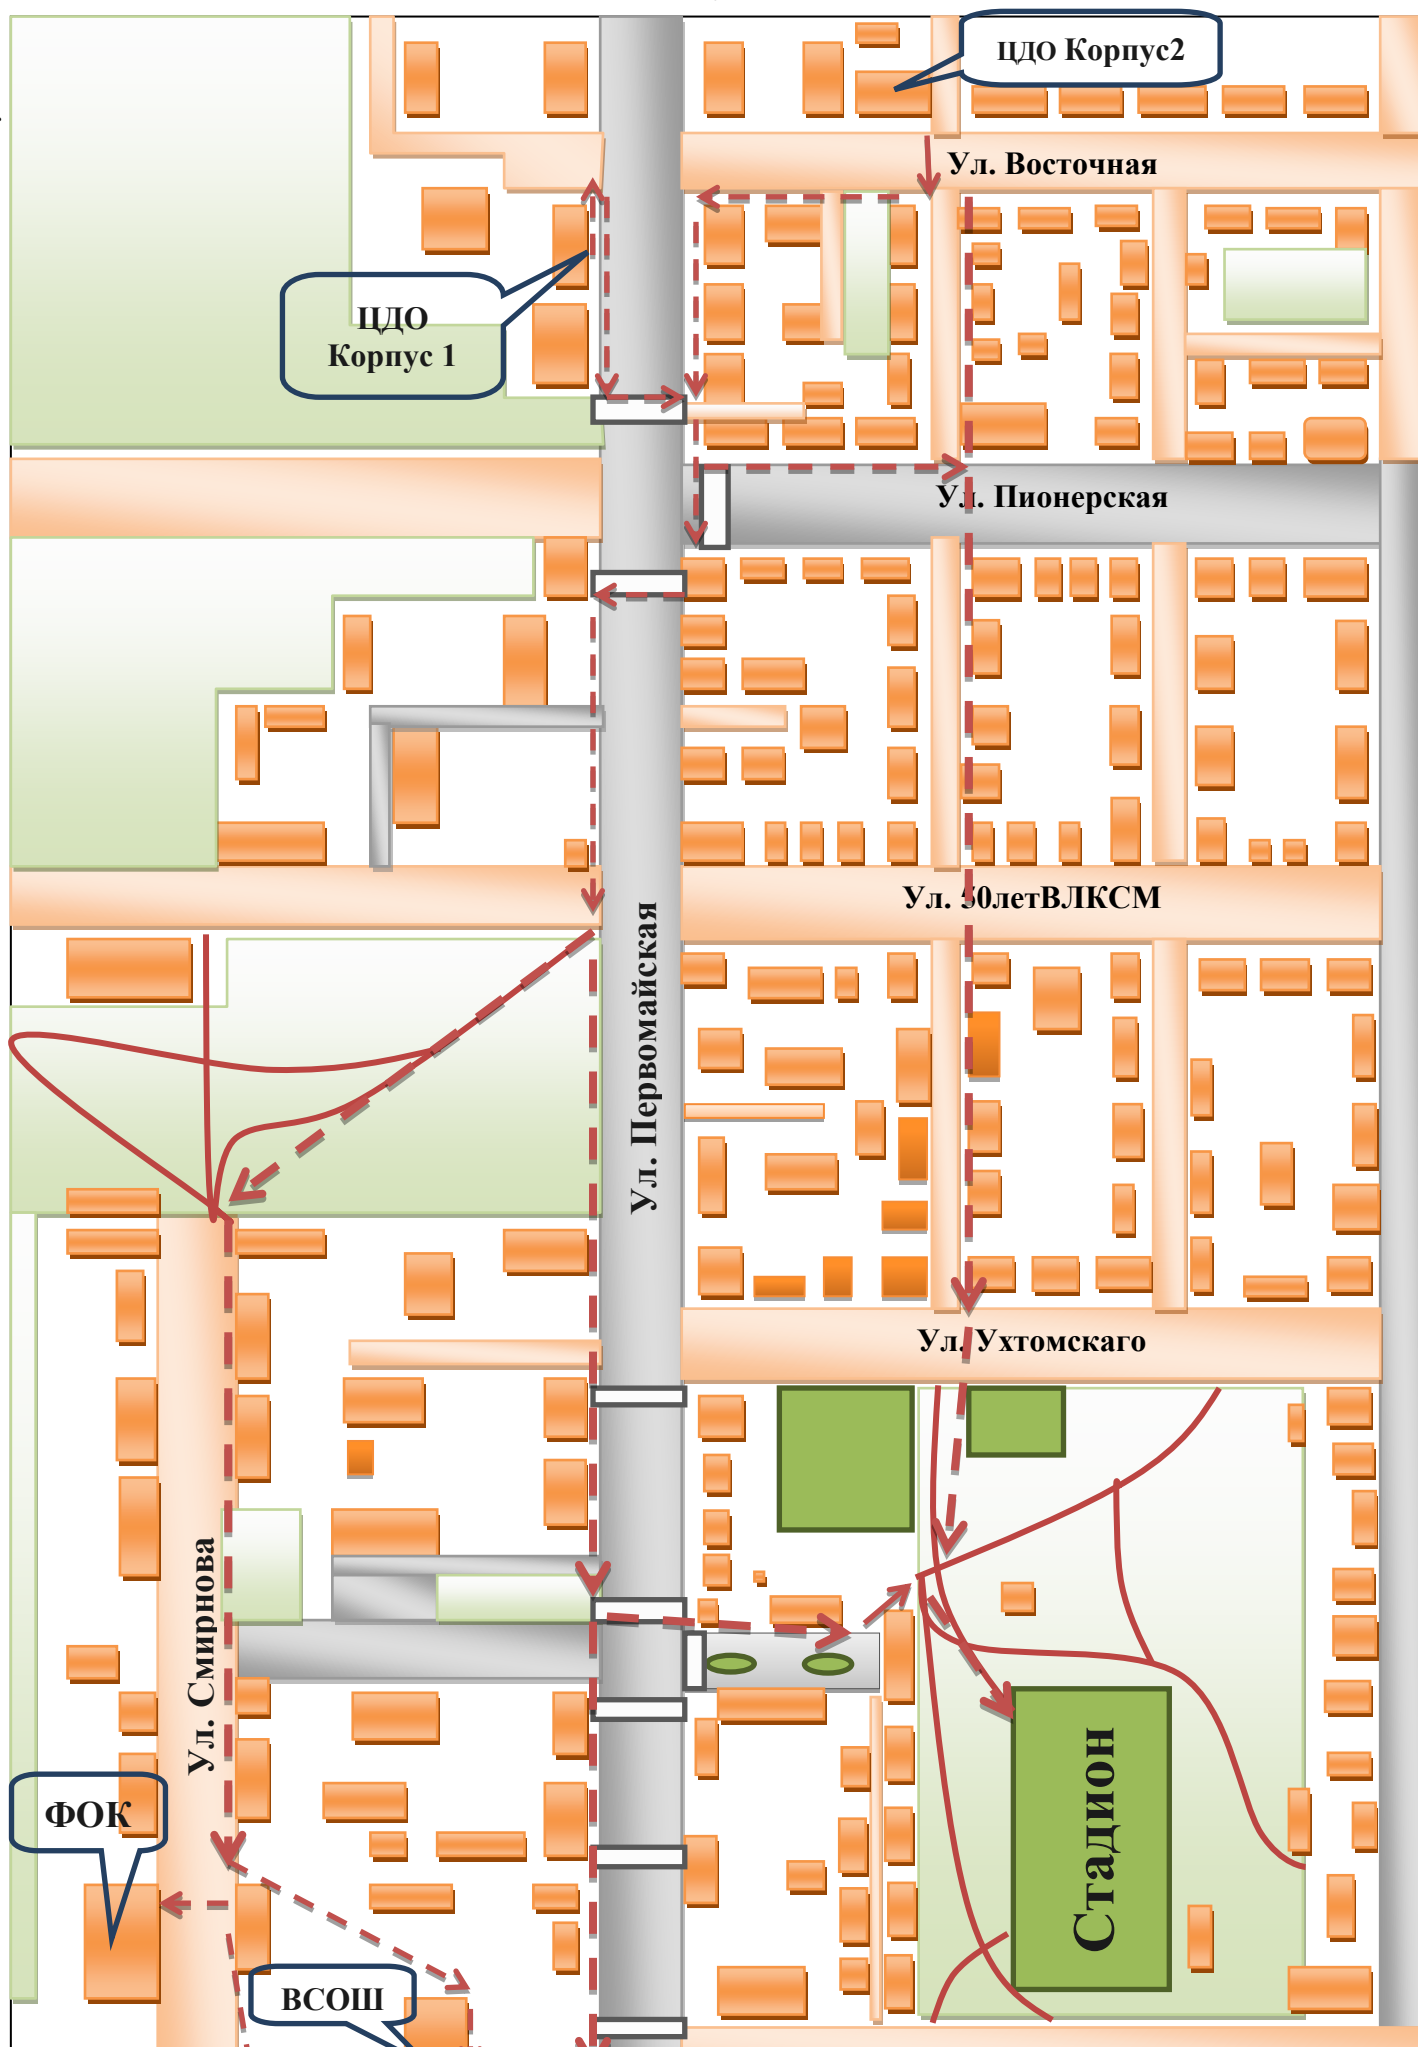 ЦДО Корпус2
Ул. Восточная
ЦДО
Корпус 1
Ул. Пионерская
Ул. 50летВЛКСМ
Ул. Первомайская
Ул. Ухтомскаго
Ул. Смирнова
Стадион
ФОК
ВСОШ